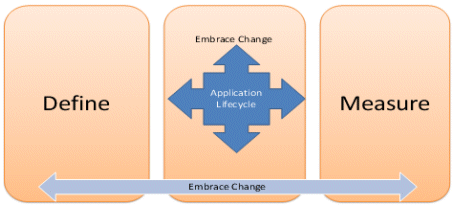 Embrace Change
Define
Application
Lifecycle
Measure
Embrace Change